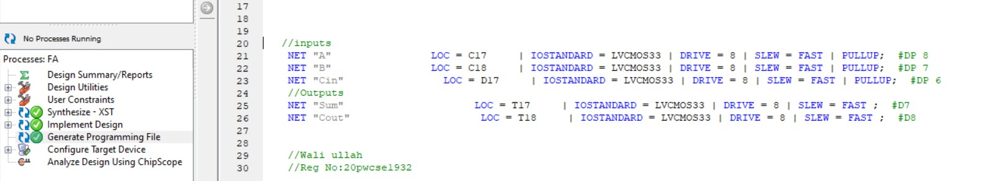 No Processes Running
Processes: FA
Design Summary/Reports
Design Utilities
User Constraints
Synthesize - XST
Implement Design
Generate Programming File
Configure Target Device
Analyze Design Using ChipScope
17
18
19
20 //inputs
21 NET "A" LOC = C17 | IOSTANDARD = LVCMOS33 | DRIVE = 8 | SLEW = FAST | PULLUP; #DP 8
22 NET "B" LOC = C18 | IOSTANDARD = LVCMOS33 | DRIVE = 8 | SLEW = FAST | PULLUP; #DP 7
23 NET "Cin" LOC = D17 | IOSTANDARD = LVCMOS33 | DRIVE = 8 | SLEW = FAST | PULLUP; #DP 6
24 //Outputs
25 NET "Sum" LOC = T17 | IOSTANDARD = LVCMOS33 | DRIVE = 8 | SLEW = FAST ; #D7
26 NET "Cout" LOC = T18 | IOSTANDARD = LVCMOS33 | DRIVE = 8 | SLEW = FAST ; #D8
27
28
29 //Wali ullah
30 //Reg No:20pwcse1932